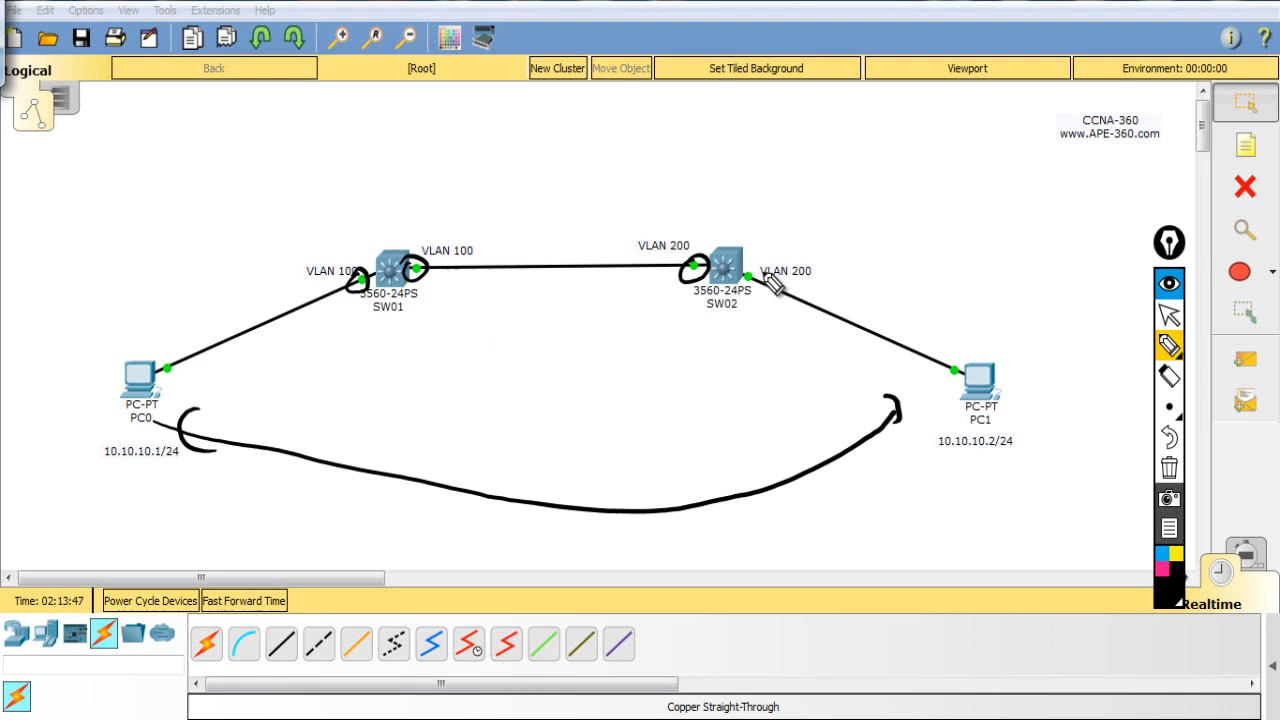 File Edit Options View Tools Extensions Help
Logical
Back
[Root]
New Cluster
Move Object
Set Tiled Background
Viewport
Environment: 00:00:00
CCNA-360
www.APE-360.com
VLAN 100
VLAN 200
VLAN 100
VLAN 200
3560-24PS
SW01
3560-24PS
SW02
PC-PT
PC0
10.10.10.1/24
PC-PT
PC1
10.10.10.2/24
Time: 02:13:47
Power Cycle Devices
Fast Forward Time
Realtime
Copper Straight-Through